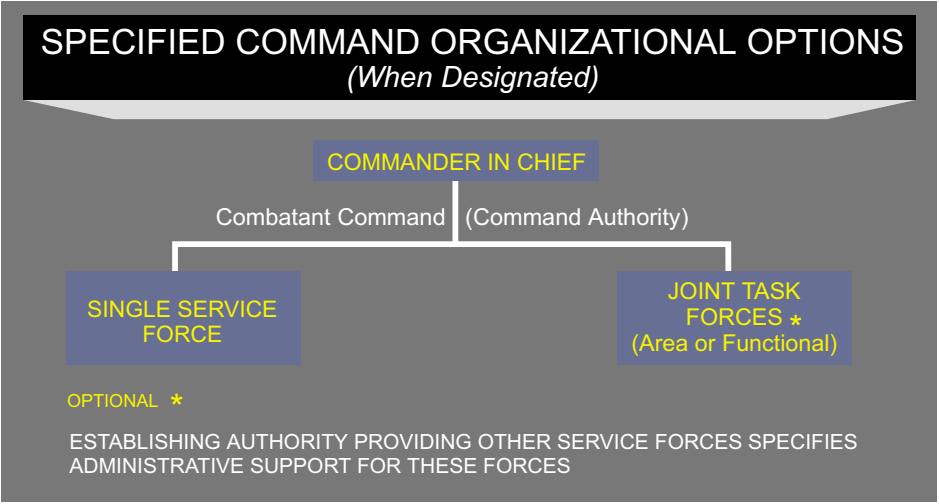 SPECIFIED COMMAND ORGANIZATIONAL OPTIONS
(When Designated)
COMMANDER IN CHIEF
Combatant Command (Command Authority)
SINGLE SERVICE
FORCE
JOINT TASK
FORCES *
(Area or Functional)
OPTIONAL *
ESTABLISHING AUTHORITY PROVIDING OTHER SERVICE FORCES SPECIFIES
ADMINISTRATIVE SUPPORT FOR THESE FORCES